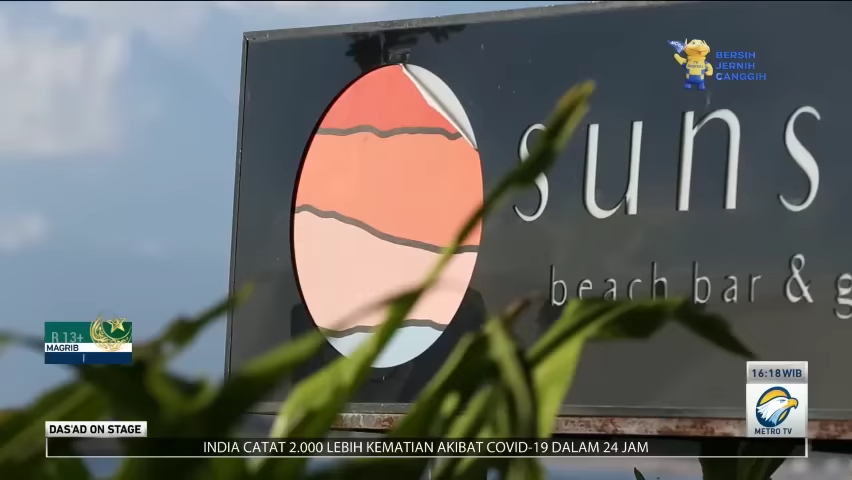 BERSIH
JERNIH
CANGGIH
suns
beach bar & g
R 13+
MAGRIB
16:18 WIB
METRO TV
DAS'AD ON STAGE
INDIA CATAT 2.000 LEBIH KEMATIAN AKIBAT COVID-19 DALAM 24 JAM